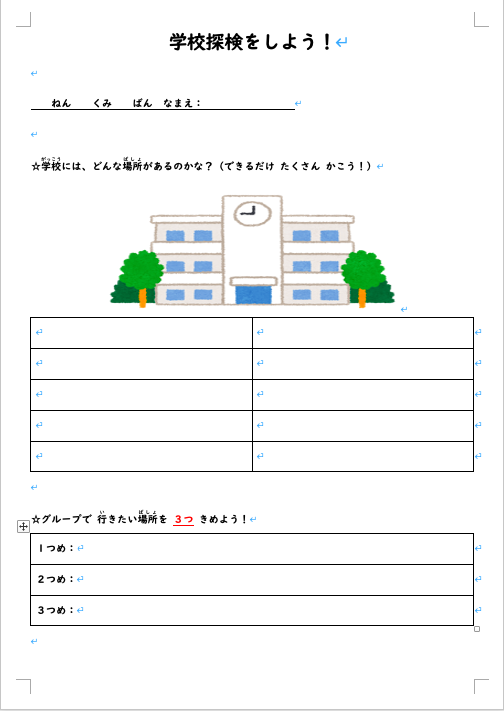 学校探検をしよう！
ねん　くみ　ばん　なまえ：
☆学校には、どんな場所があるのかな？（できるだけ たくさん かこう！）
☆グループで 行きたい場所を ３つ きめよう！
１つめ：
２つめ：
３つめ：